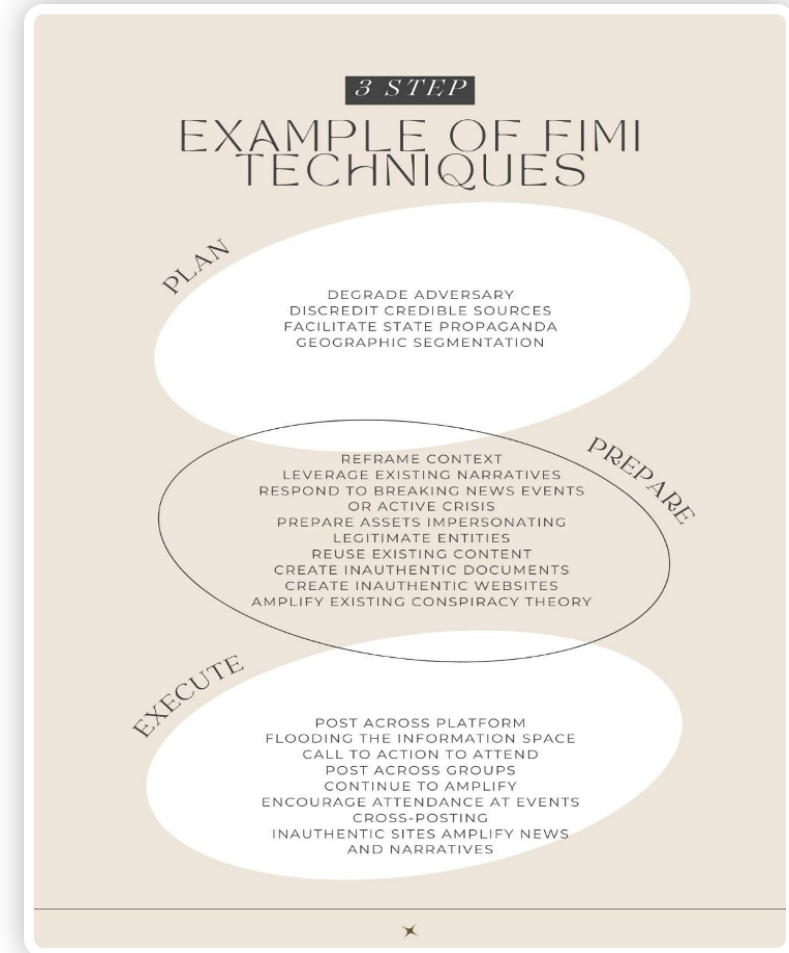 3 STEP
EXAMPLE OF FIMI
TECHNIQUES
PLAN
DEGRADE ADVERSARY
DISCREDIT CREDIBLE SOURCES
FACILITATE STATE PROPAGANDA
GEOGRAPHIC SEGMENTATION
PREPARE
REFRAME CONTEXT
LEVERAGE EXISTING NARRATIVES
RESPOND TO BREAKING NEWS EVENTS
OR ACTIVE CRISIS
PREPARE ASSETS IMPERSONATING
LEGITIMATE ENTITIES
REUSE EXISTING CONTENT
CREATE INAUTHENTIC DOCUMENTS
CREATE INAUTHENTIC WEBSITES
AMPLIFY EXISTING CONSPIRACY THEORY
EXECUTE
POST ACROSS PLATFORM
FLOODING THE INFORMATION SPACE
CALL TO ACTION TO ATTEND
POST ACROSS GROUPS
CONTINUE TO AMPLIFY
ENCOURAGE ATTENDANCE AT EVENTS
CROSS-POSTING
INAUTHENTIC SITES AMPLIFY NEWS
AND NARRATIVES